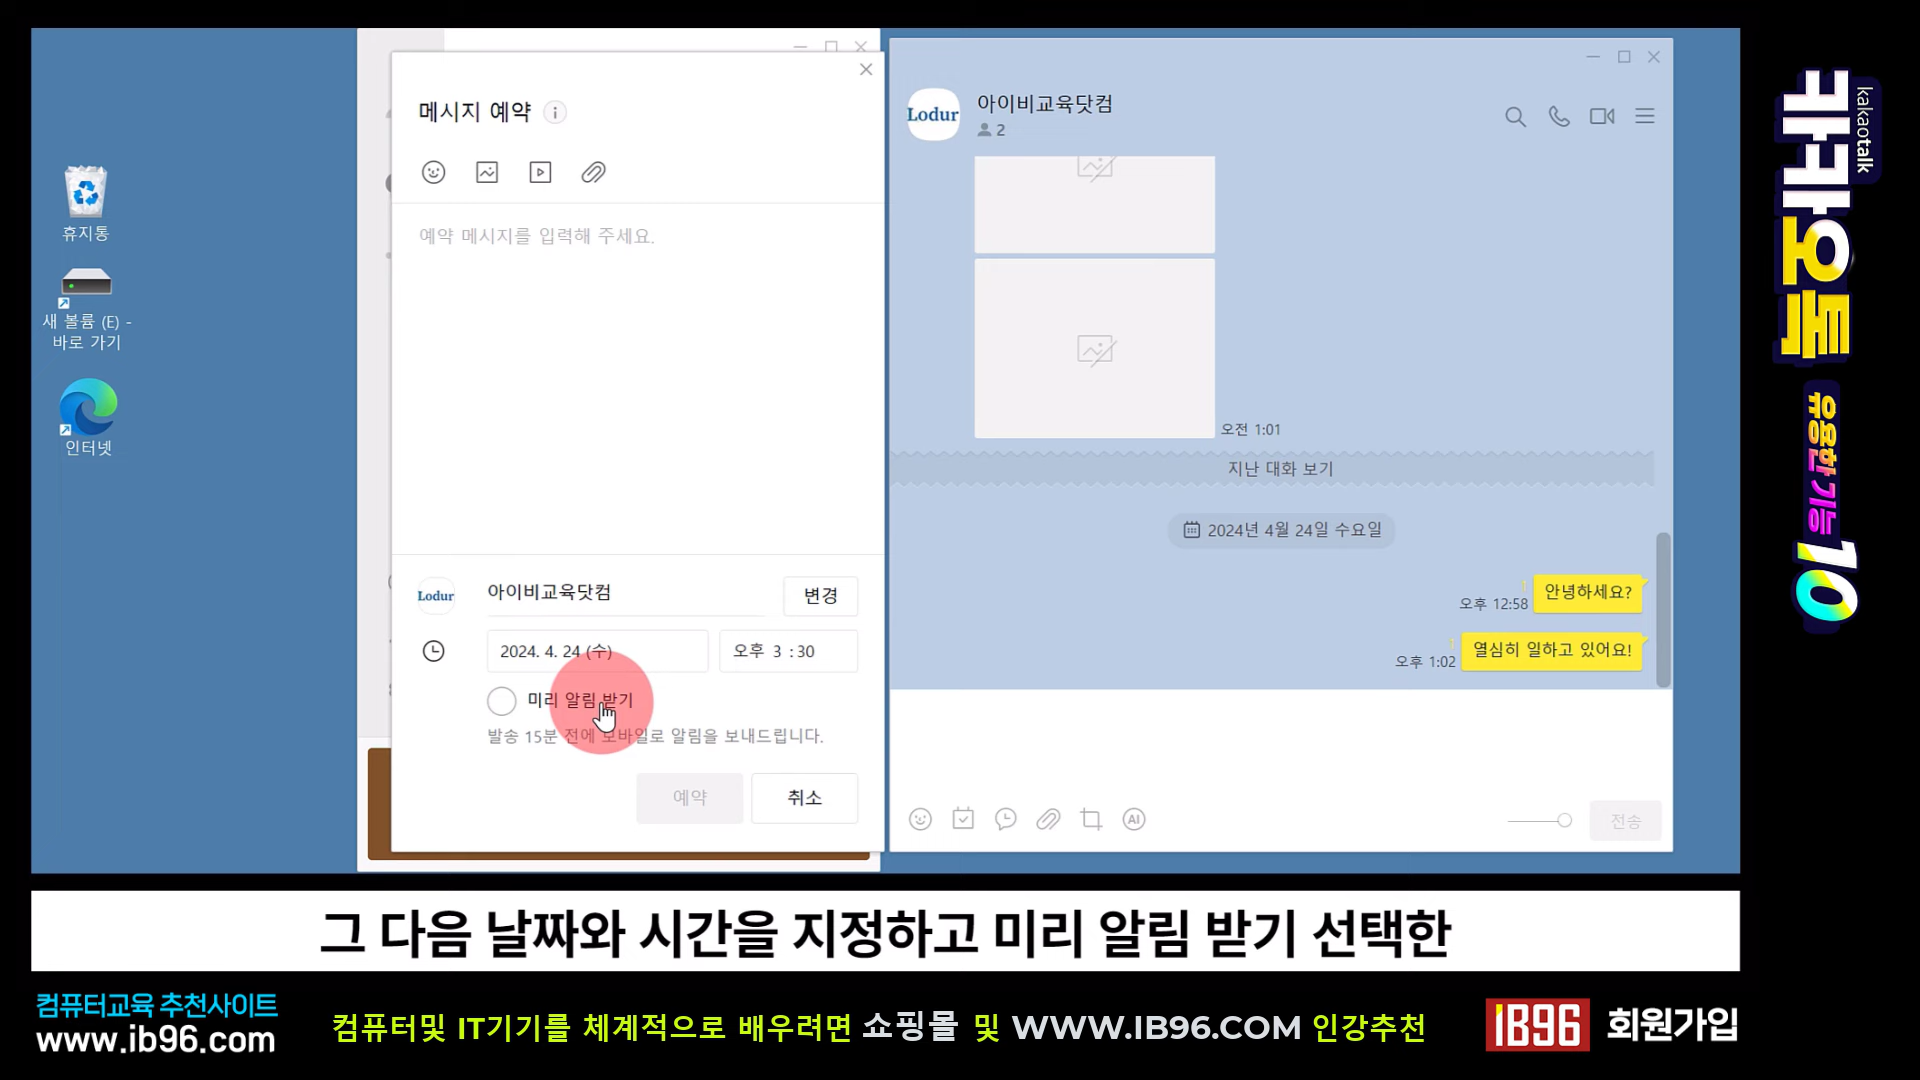 휴지통
새 볼륨 (E) -
바로 가기
인터넷
메시지 예약
예약 메시지를 입력해 주세요.
Lodur
아이비교육닷컴
변경
2024. 4. 24 (수)
오후 3 : 30
미리 알림 받기
발송 15분 전에 모바일로 알림을 보내드립니다.
예약
취소
Lodur
아이비교육닷컴
2
오전 1:01
지난 대화 보기
2024년 4월 24일 수요일
1
오후 12:58
안녕하세요?
1
오후 1:02
열심히 일하고 있어요!
AI
전송
kakaotalk
카카오톡
유용한 기능
10
그 다음 날짜와 시간을 지정하고 미리 알림 받기 선택한
컴퓨터교육 추천사이트
www.ib96.com
컴퓨터및 IT기기를 체계적으로 배우려면 쇼핑몰 및 WWW.IB96.COM 인강추천
IB96 회원가입